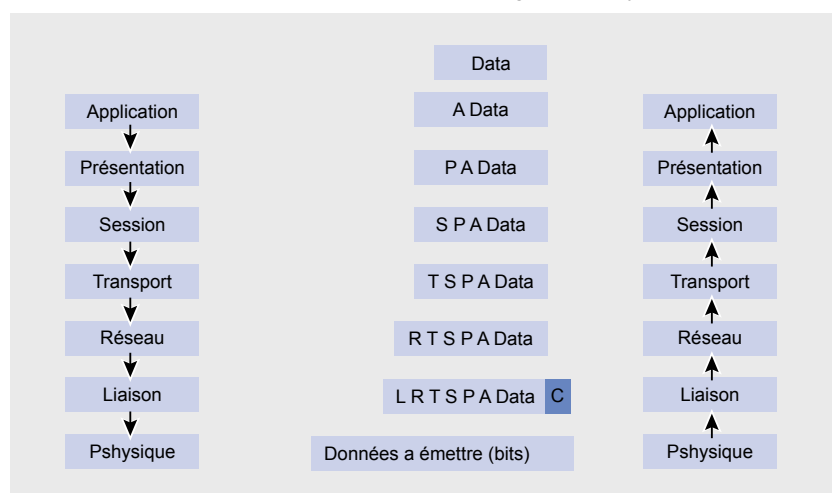 Data
Application A Data Application
Présentation P A Data Présentation
Session S P A Data Session
Transport T S P A Data Transport
Réseau R T S P A Data Réseau
Liaison L R T S P A Data C Liaison
Pshysique Données a émettre (bits) Pshysique